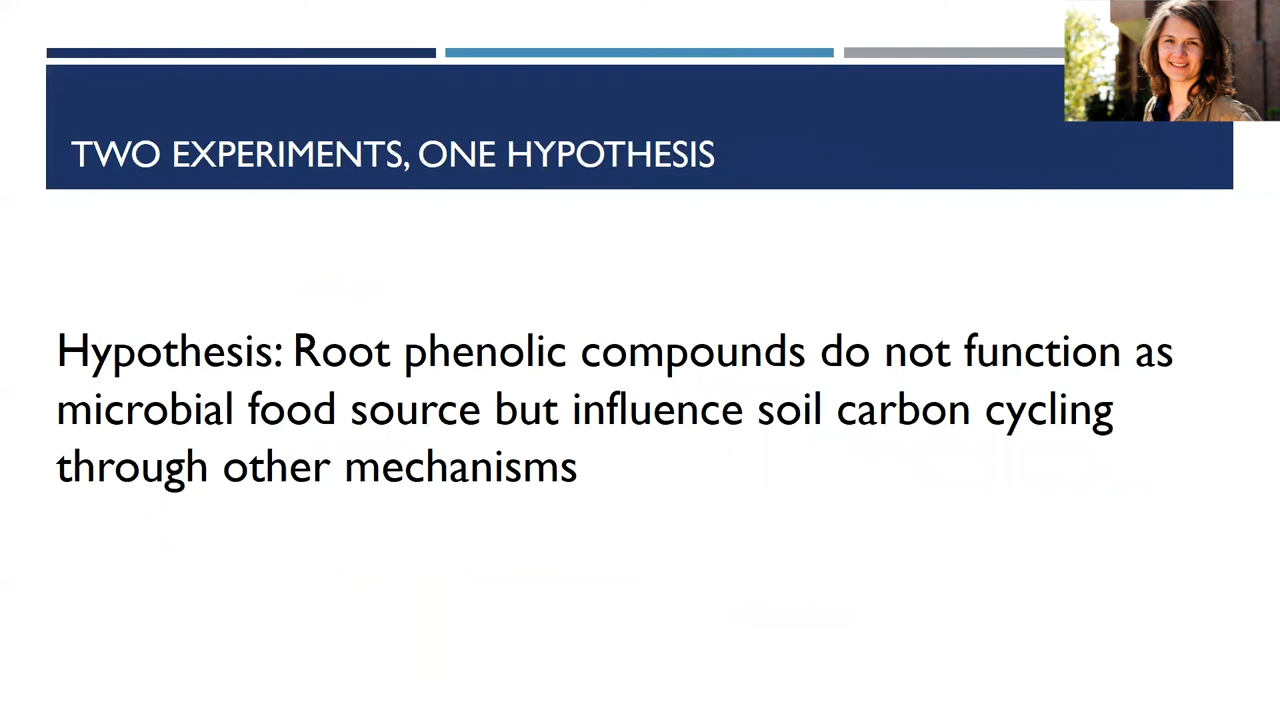 TWO EXPERIMENTS, ONE HYPOTHESIS
Hypothesis: Root phenolic compounds do not function as
microbial food source but influence soil carbon cycling
through other mechanisms